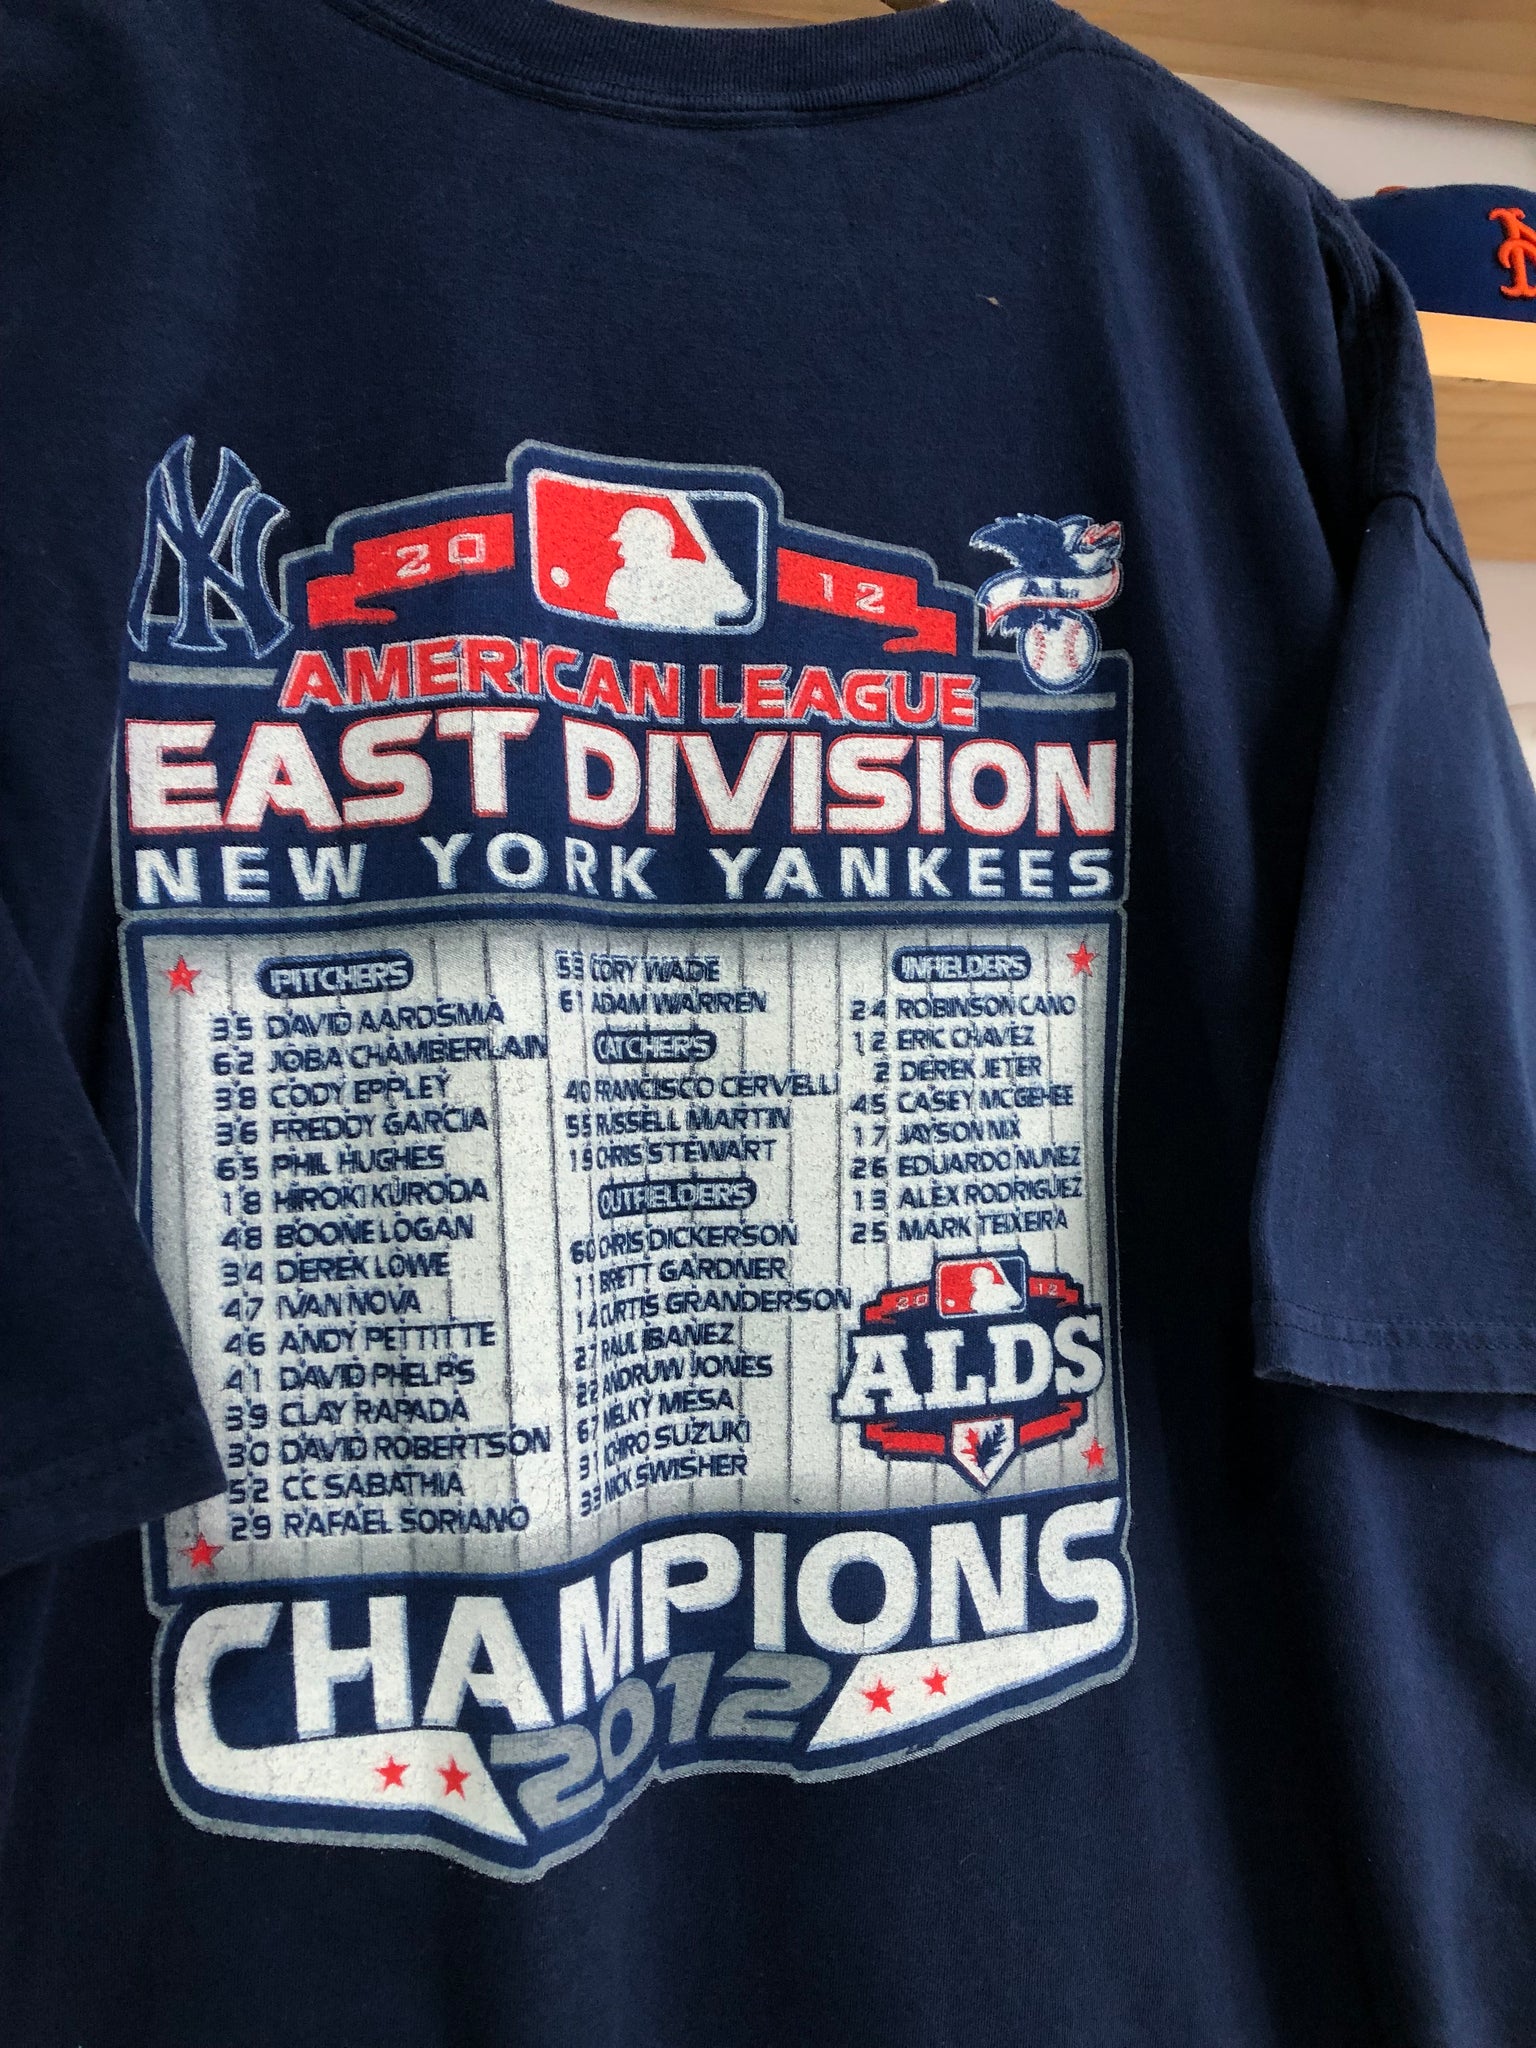 20 12
AMERICAN LEAGUE
EAST DIVISION
NEW YORK YANKEES
PITCHERS
35 DAVID AARDSMA
62 JOBA CHAMBERLAIN
38 CODY EPPLEY
36 FREDDY GARCIA
65 PHIL HUGHES
18 HIROKI KURODA
48 BOONE LOGAN
34 DEREK LOWE
47 IVAN NOVA
46 ANDY PETTITTE
41 DAVID PHELPS
39 CLAY RAPADA
30 DAVID ROBERTSON
52 CC SABATHIA
29 RAFAEL SORIANO
53 CORY WADE
61 ADAM WARREN
CATCHERS
40 FRANCISCO CERVELLI
55 RUSSELL MARTIN
19 CHRIS STEWART
OUTFIELDERS
60 CHRIS DICKERSON
11 BRETT GARDNER
14 CURTIS GRANDERSON
27 RAUL IBANEZ
22 ANDRUW JONES
67 MELKY MESA
31 ICHIRO SUZUKI
33 NICK SWISHER
INFIELDERS
24 ROBINSON CANO
12 ERIC CHAVEZ
2 DEREK JETER
45 CASEY MCGEHEE
17 JAYSON NIX
26 EDUARDO NUNEZ
13 ALEX RODRIGUEZ
25 MARK TEIXEIRA
20 12
ALDS
CHAMPIONS
2012
NY